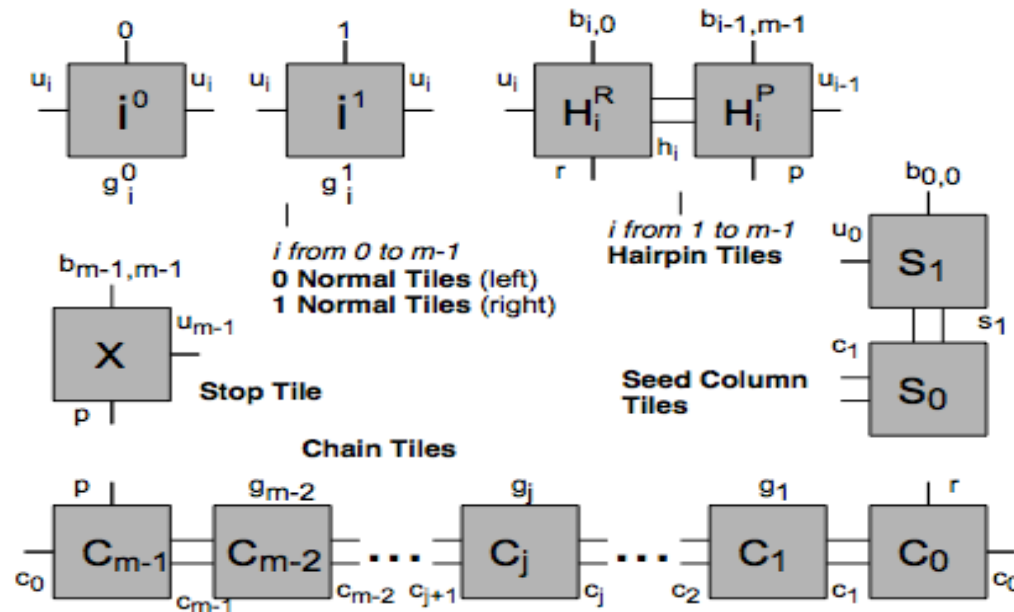 0 1 b_{i,0} b_{i-1,m-1}
u_i i^0 u_i u_i i^1 u_i u_i H_i^R h_i H_i^P u_{i-1}
g_i^0 g_i^1 r p
i from 0 to m-1
0 Normal Tiles (left)
1 Normal Tiles (right)
i from 1 to m-1
Hairpin Tiles
b_{0,0}
u_0 S_1 s_1
c_1 S_0
Seed Column
Tiles
b_{m-1,m-1}
X u_{m-1}
p
Stop Tile
Chain Tiles
p g_{m-2} g_j g_1 r
C_{m-1} C_{m-2} ... C_j ... C_1 C_0
c_0 c_{m-1} c_{m-2} c_{j+1} c_j c_2 c_1 c_0